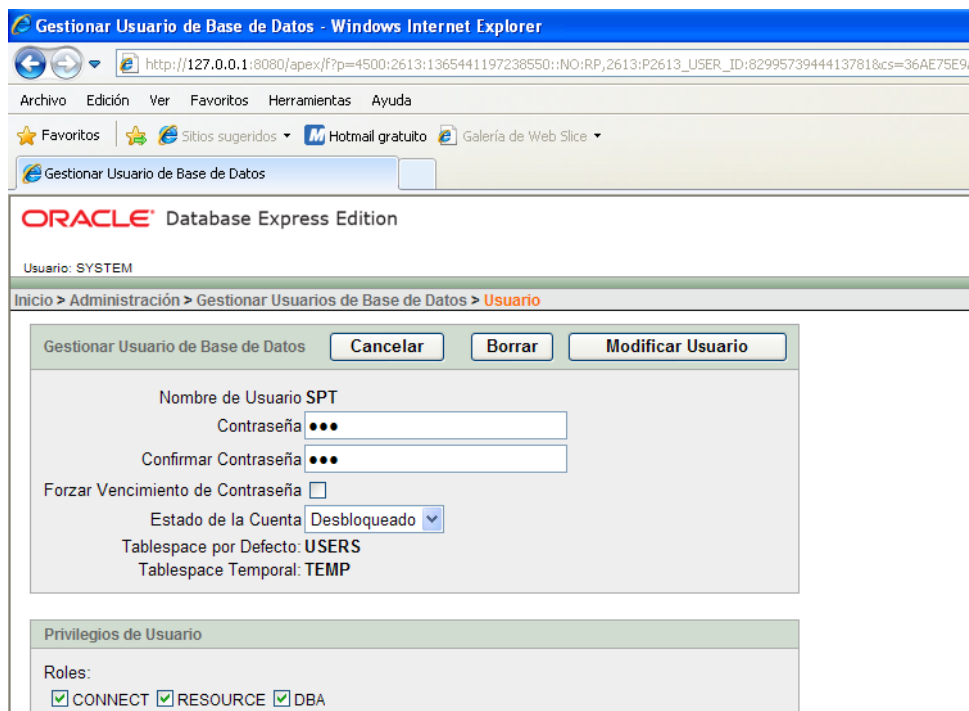 Gestionar Usuario de Base de Datos - Windows Internet Explorer
http://127.0.0.1:8080/apex/f?p=4500:2613:1365441197238550::NO:RP,2613:P2613_USER_ID:8299573944413781&cs=36AE75E9
Archivo Edición Ver Favoritos Herramientas Ayuda
Favoritos Sitios sugeridos Hotmail gratuito Galería de Web Slice
Gestionar Usuario de Base de Datos
ORACLE Database Express Edition
Usuario: SYSTEM
Inicio > Administración > Gestionar Usuarios de Base de Datos > Usuario
Gestionar Usuario de Base de Datos Cancelar Borrar Modificar Usuario
Nombre de Usuario SPT
Contraseña •••
Confirmar Contraseña •••
Forzar Vencimiento de Contraseña
Estado de la Cuenta Desbloqueado
Tablespace por Defecto: USERS
Tablespace Temporal: TEMP
Privilegios de Usuario
Roles:
CONNECT RESOURCE DBA